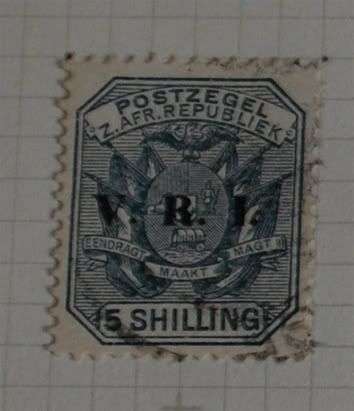 POSTZEGEL
Z. AFR. REPUBLIEK
V. R. I.
EENDRAGT MAAKT MAGT
5 SHILLING